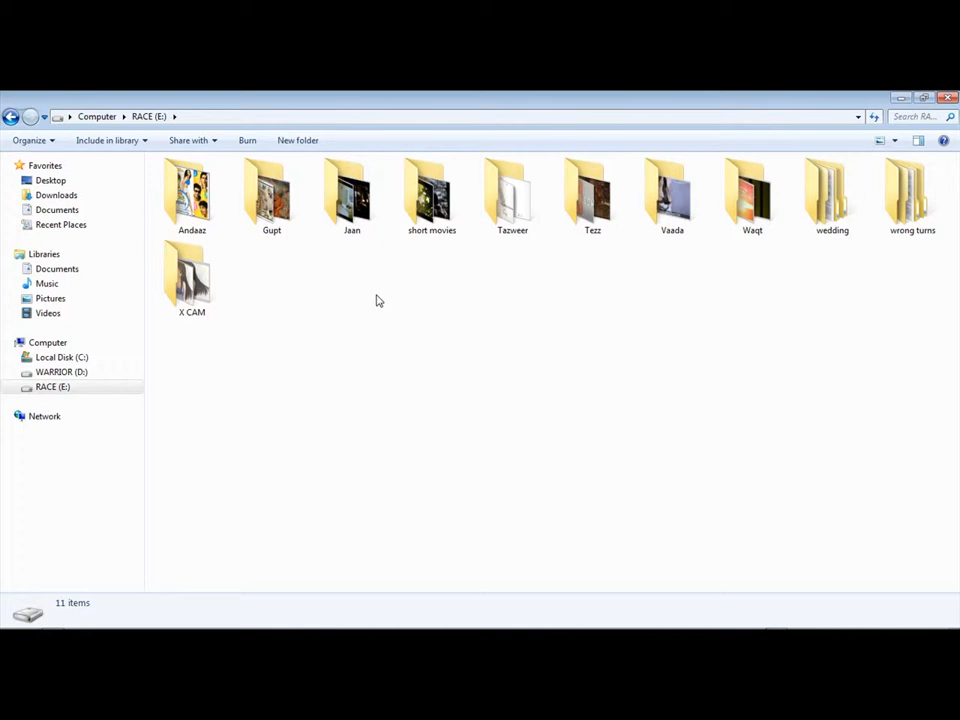 Computer RACE (E:)
Search RA...
Organize Include in library Share with Burn New folder
Favorites
Desktop
Downloads
Documents
Recent Places
Libraries
Documents
Music
Pictures
Videos
Computer
Local Disk (C:)
WARRIOR (D:)
RACE (E:)
Network
Andaaz Gupt Jaan short movies Tazweer Tezz Vaada Waqt wedding wrong turns
X CAM
11 items